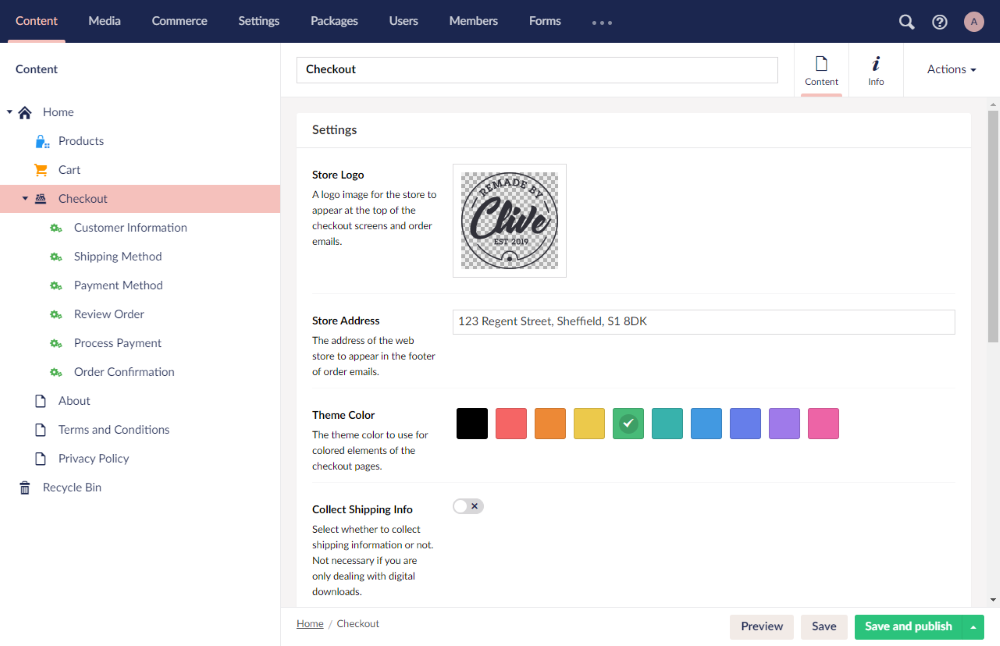 Content Media Commerce Settings Packages Users Members Forms A
Content
Home
Products
Cart
Checkout
Customer Information
Shipping Method
Payment Method
Review Order
Process Payment
Order Confirmation
About
Terms and Conditions
Privacy Policy
Recycle Bin
Checkout
Content
Info
Actions
Settings
Store Logo
A logo image for the store to
appear at the top of the
checkout screens and order
emails.
REMADE BY
Clive
EST 2019
Store Address
The address of the web
store to appear in the footer
of order emails.
123 Regent Street, Sheffield, S1 8DK
Theme Color
The theme color to use for
colored elements of the
checkout pages.
Collect Shipping Info
Select whether to collect
shipping information or not.
Not necessary if you are
only dealing with digital
downloads.
Home / Checkout
Preview
Save
Save and publish